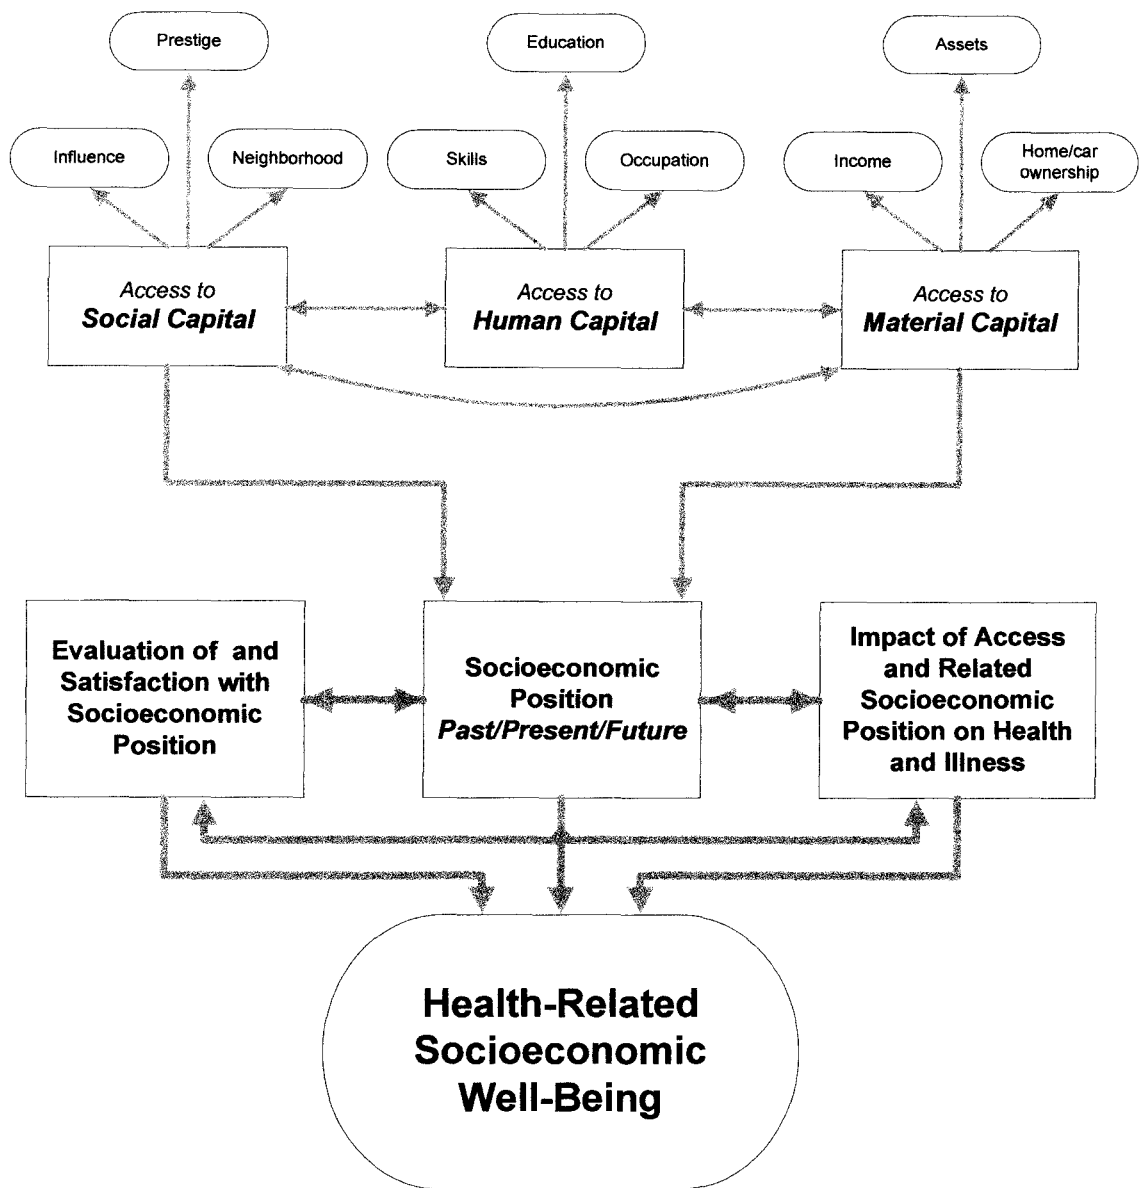 Prestige
Education
Assets
Influence
Neighborhood
Skills
Occupation
Income
Home/car
ownership
Access to
Social Capital
Access to
Human Capital
Access to
Material Capital
Evaluation of and
Satisfaction with
Socioeconomic
Position
Socioeconomic
Position
Past/Present/Future
Impact of Access
and Related
Socioeconomic
Position on Health
and Illness
Health-Related
Socioeconomic
Well-Being